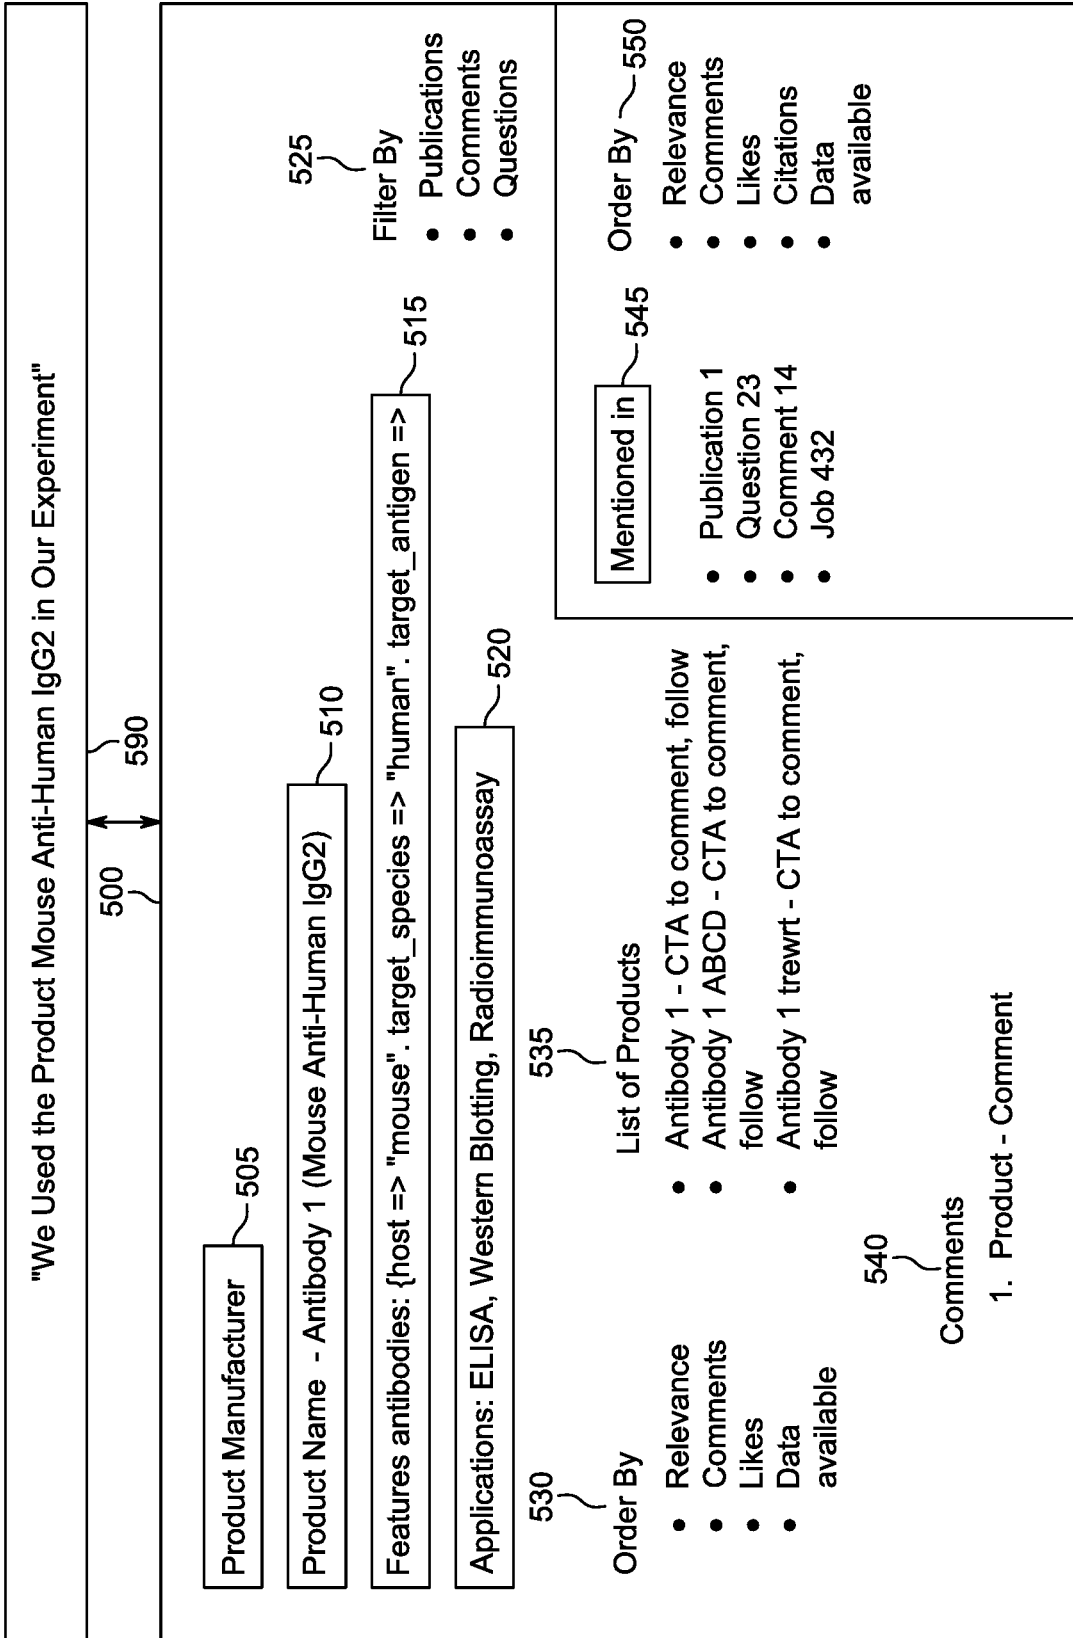 "We Used the Product Mouse Anti-Human IgG2 in Our Experiment"
500
590
Product Manufacturer
505
Product Name - Antibody 1 (Mouse Anti-Human IgG2)
510
Features antibodies: {host => "mouse". target_species => "human". target_antigen =>
515
Applications: ELISA, Western Blotting, Radioimmunoassay
520
525
Filter By
• Publications
• Comments
• Questions
530
Order By
• Relevance
• Comments
• Likes
• Data
available
535
List of Products
• Antibody 1 - CTA to comment, follow
• Antibody 1 ABCD - CTA to comment,
follow
• Antibody 1 trewrt - CTA to comment,
follow
540
Comments
1. Product - Comment
Mentioned in
545
• Publication 1
• Question 23
• Comment 14
• Job 432
Order By
550
• Relevance
• Comments
• Likes
• Citations
• Data
available